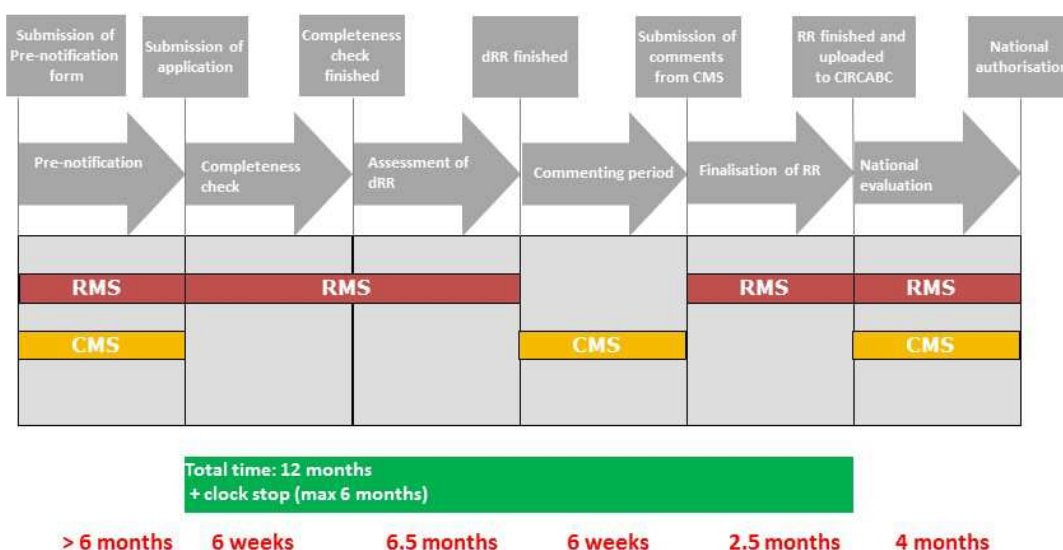 Submission of
Pre-notification
form
Submission of
application
Completeness
check
finished
dRR finished
Submission of
comments
from CMS
RR finished and
uploaded
to CIRCABC
National
authorisation
Pre-notification
Completeness
check
Assessment of
dRR
Commenting period
Finalisation of RR
National
evaluation
RMS
RMS
RMS
RMS
CMS
CMS
CMS
Total time: 12 months
+ clock stop (max 6 months)
> 6 months
6 weeks
6.5 months
6 weeks
2.5 months
4 months